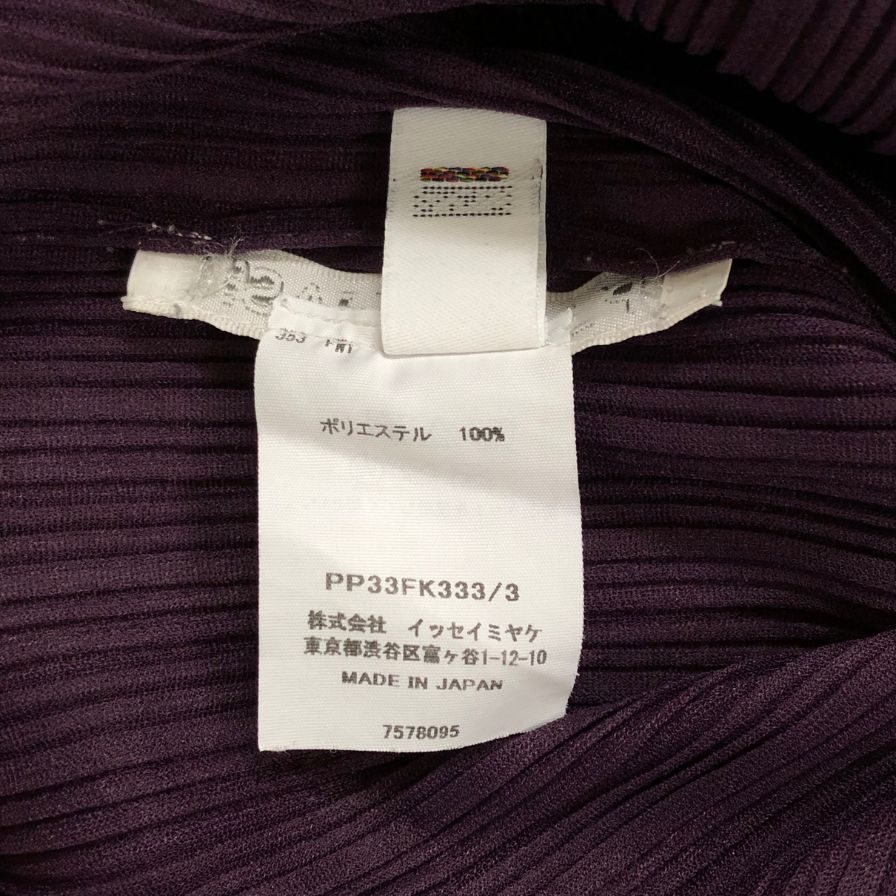 353
ポリエステル 100%
PP33FK333/3
株式会社 イッセイミヤケ
東京都渋谷区富ヶ谷1-12-10
MADE IN JAPAN
7578095